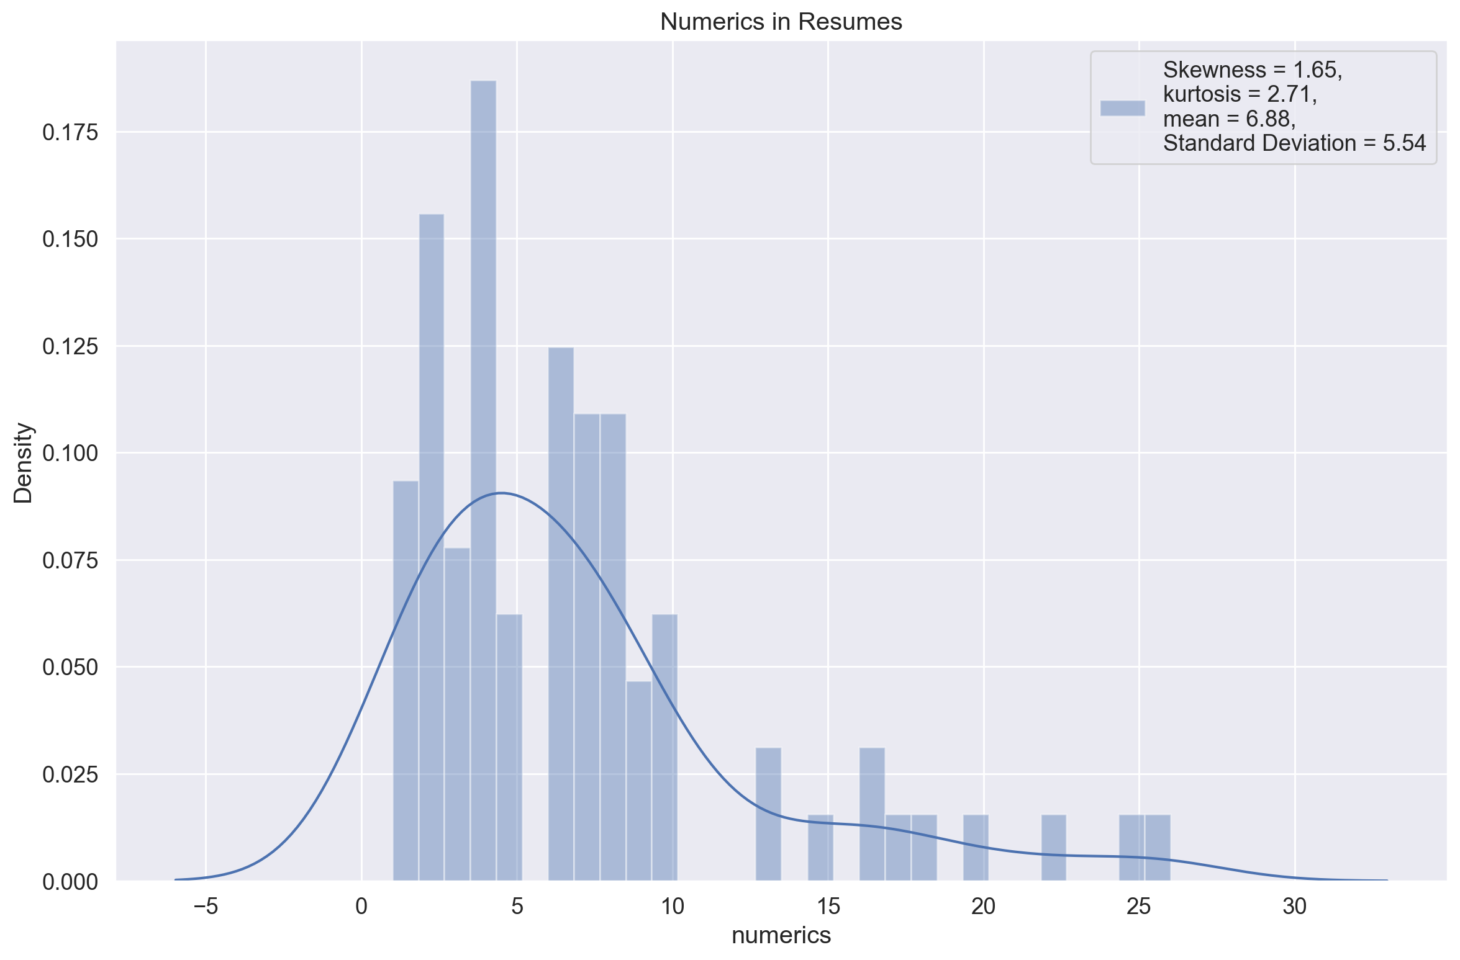 Numerics in Resumes
Skewness = 1.65,
kurtosis = 2.71,
mean = 6.88,
Standard Deviation = 5.54
0.175
0.150
0.125
0.100
0.075
0.050
0.025
0.000
Density
−5
0
5
10
15
20
25
30
numerics